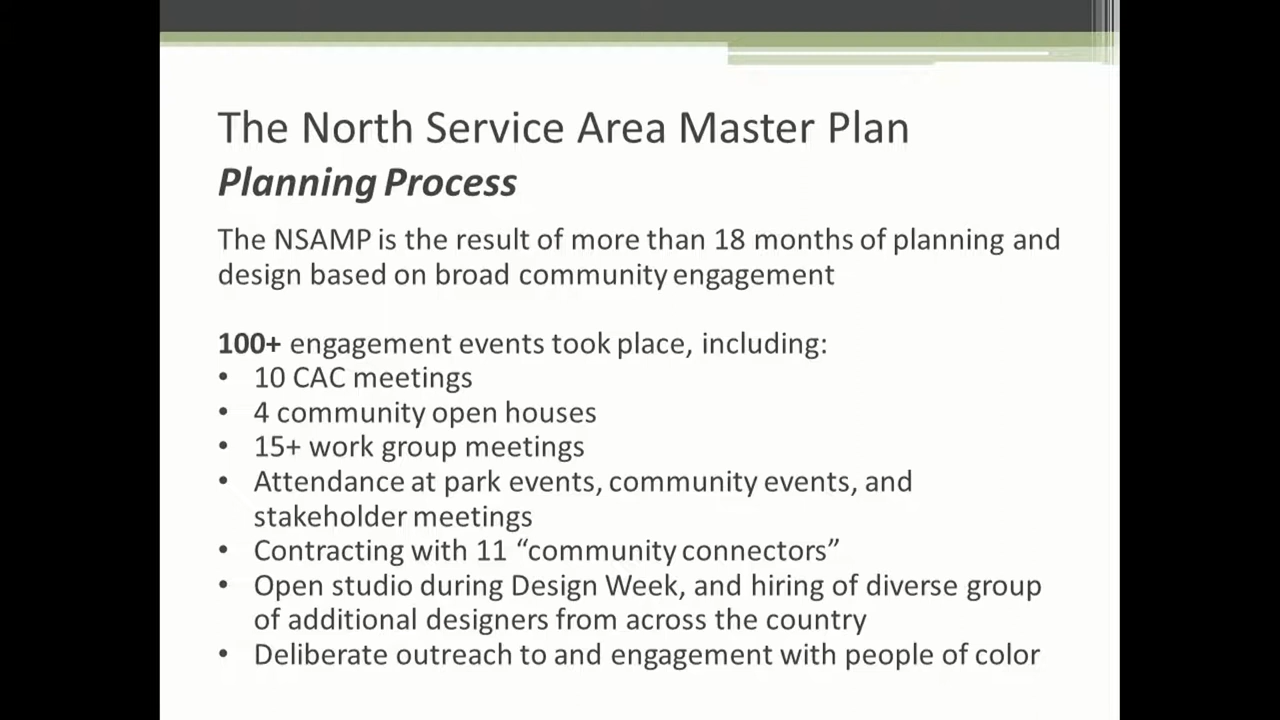 The North Service Area Master Plan
Planning Process
The NSAMP is the result of more than 18 months of planning and
design based on broad community engagement
100+ engagement events took place, including:
• 10 CAC meetings
• 4 community open houses
• 15+ work group meetings
• Attendance at park events, community events, and
stakeholder meetings
• Contracting with 11 “community connectors”
• Open studio during Design Week, and hiring of diverse group
of additional designers from across the country
• Deliberate outreach to and engagement with people of color